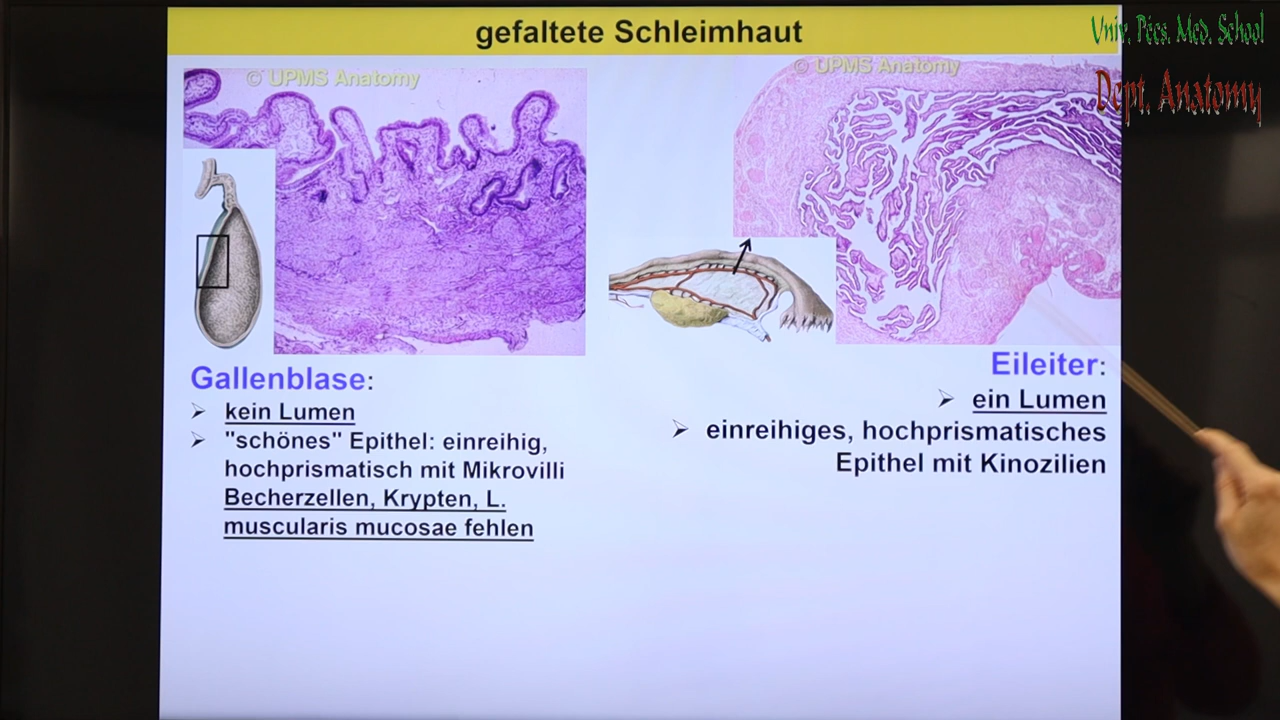 gefaltete Schleimhaut
Univ. Pécs. Med. School
Dept. Anatomy
© UPMS Anatomy
© UPMS Anatomy
Gallenblase:
kein Lumen
"schönes" Epithel: einreihig,
hochprismatisch mit Mikrovilli
Becherzellen, Krypten, L.
muscularis mucosae fehlen
Eileiter:
ein Lumen
einreihiges, hochprismatisches
Epithel mit Kinozilien